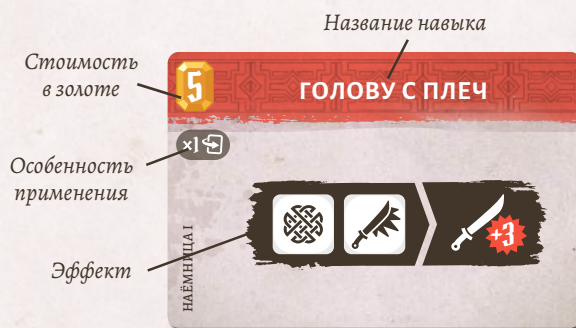 Название навыка
Стоимость
в золоте
5
ГОЛОВУ С ПЛЕЧ
×1
Особенность
применения
+3
Эффект
НАЁМНИЦА I